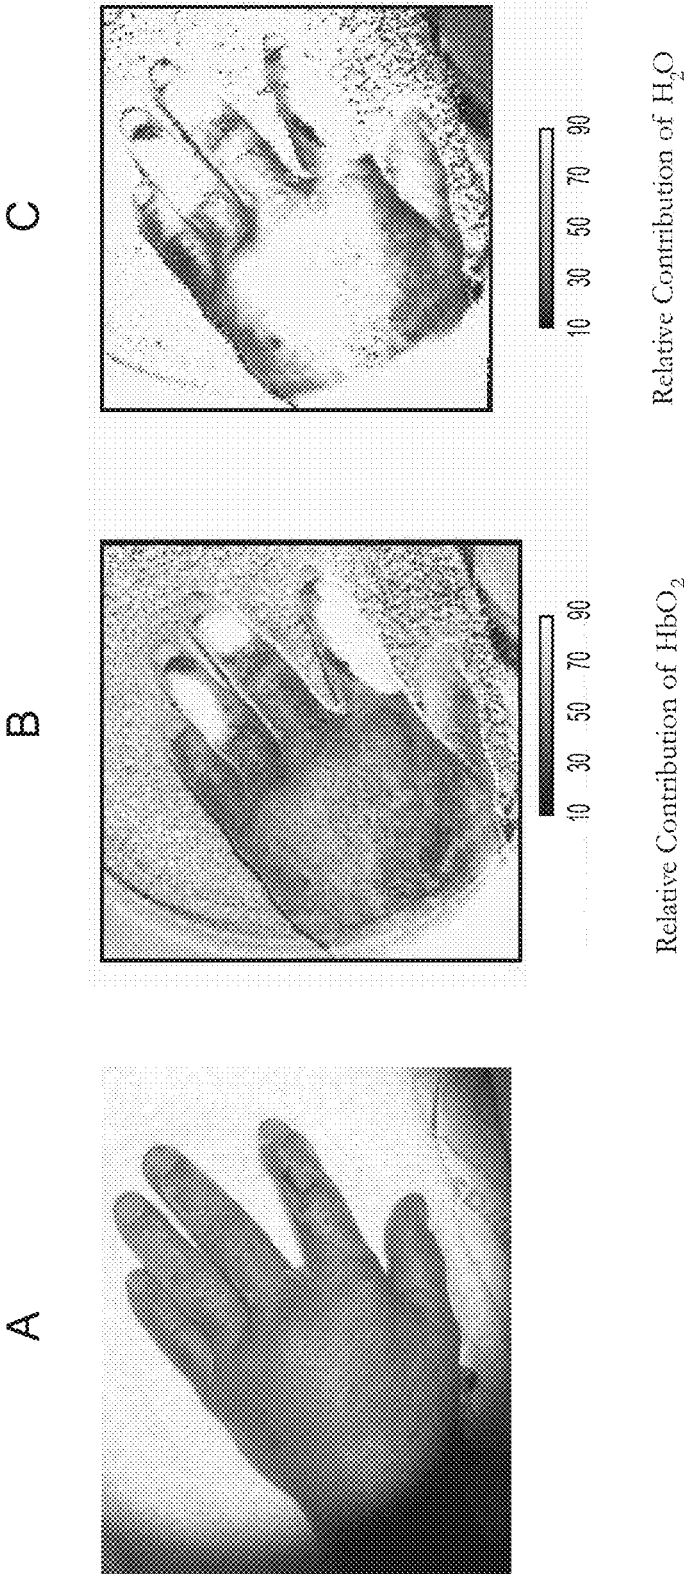 A
B
C
10 30 50 70 90
10 30 50 70 90
Relative Contribution of HbO₂
Relative Contribution of H₂O